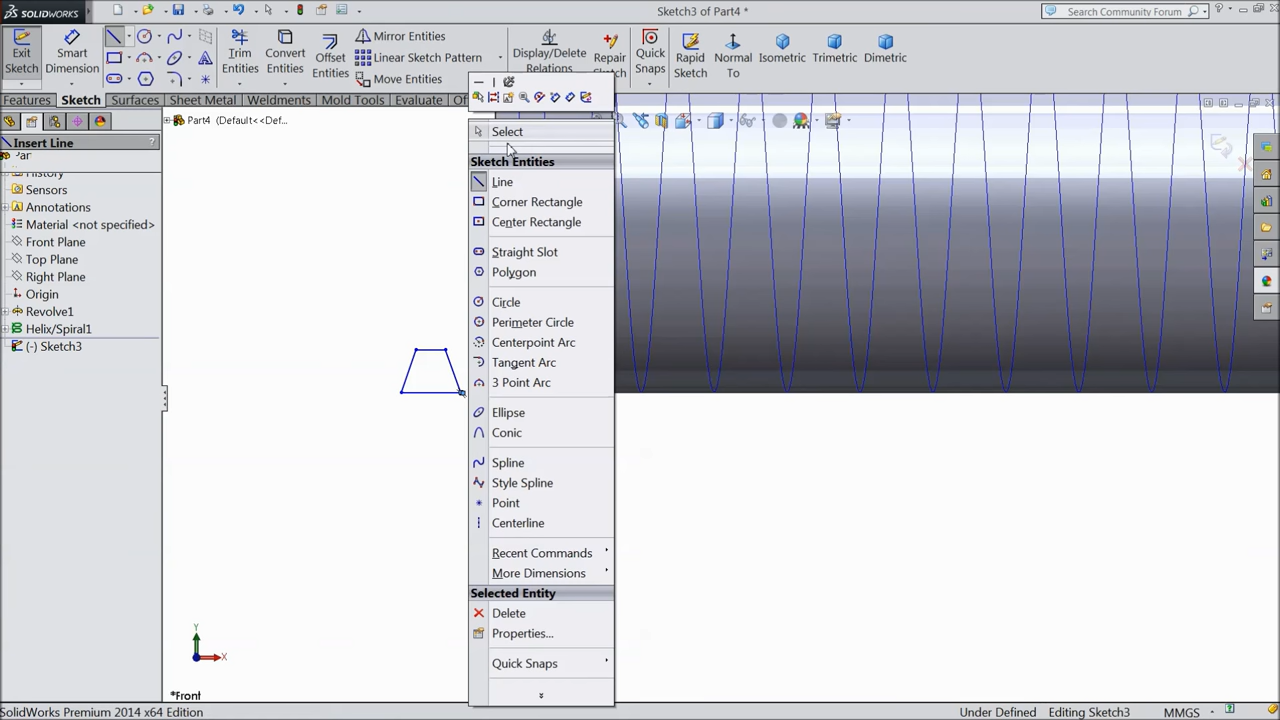 SOLIDWORKS
Sketch3 of Part4 *
Search Community Forum
Exit Sketch
Smart Dimension
Trim Entities
Convert Entities
Offset Entities
Mirror Entities
Linear Sketch Pattern
Move Entities
Display/Delete Relations
Repair Sketch
Quick Snaps
Rapid Sketch
Normal To
Isometric
Trimetric
Dimetric
Features
Sketch
Surfaces
Sheet Metal
Mold Tools
Evaluate
Part4 (Default<<Def...
Insert Line
Part
History
Sensors
Annotations
Material <not specified>
Front Plane
Top Plane
Right Plane
Origin
Revolve1
Helix/Spiral1
(-) Sketch3
Select
Sketch Entities
Line
Corner Rectangle
Center Rectangle
Straight Slot
Polygon
Circle
Perimeter Circle
Centerpoint Arc
Tangent Arc
3 Point Arc
Ellipse
Conic
Spline
Style Spline
Point
Centerline
Recent Commands
More Dimensions
Selected Entity
Delete
Properties...
Quick Snaps
Y
X
*Front
SolidWorks Premium 2014 x64 Edition
Under Defined
Editing Sketch3
MMGS